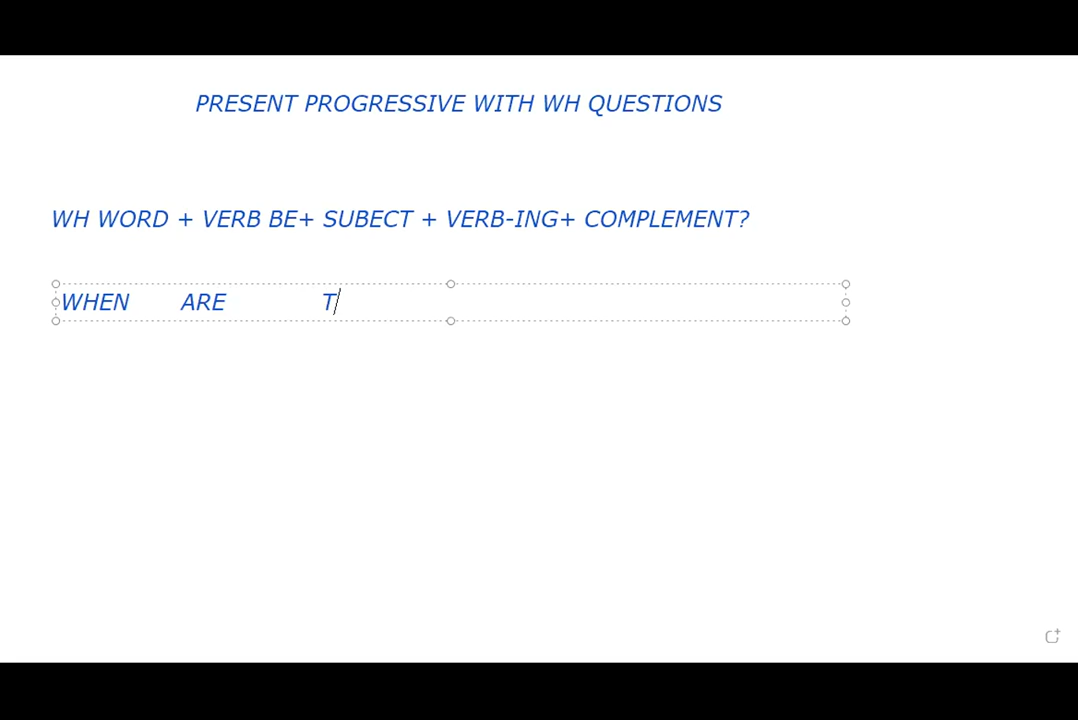 PRESENT PROGRESSIVE WITH WH QUESTIONS
WH WORD + VERB BE+ SUBECT + VERB-ING+ COMPLEMENT?
WHEN ARE T